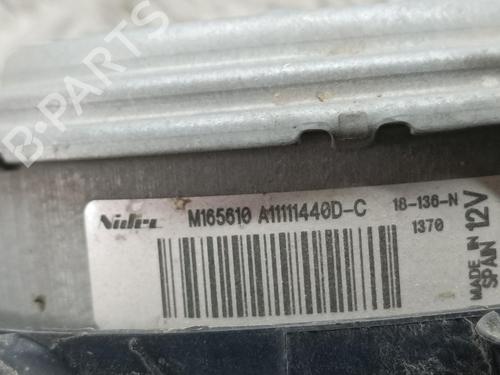 B-PARTS
Nidec M165610 A11111440D-C 18-136-N
1370
MADE IN
SPAIN 12V